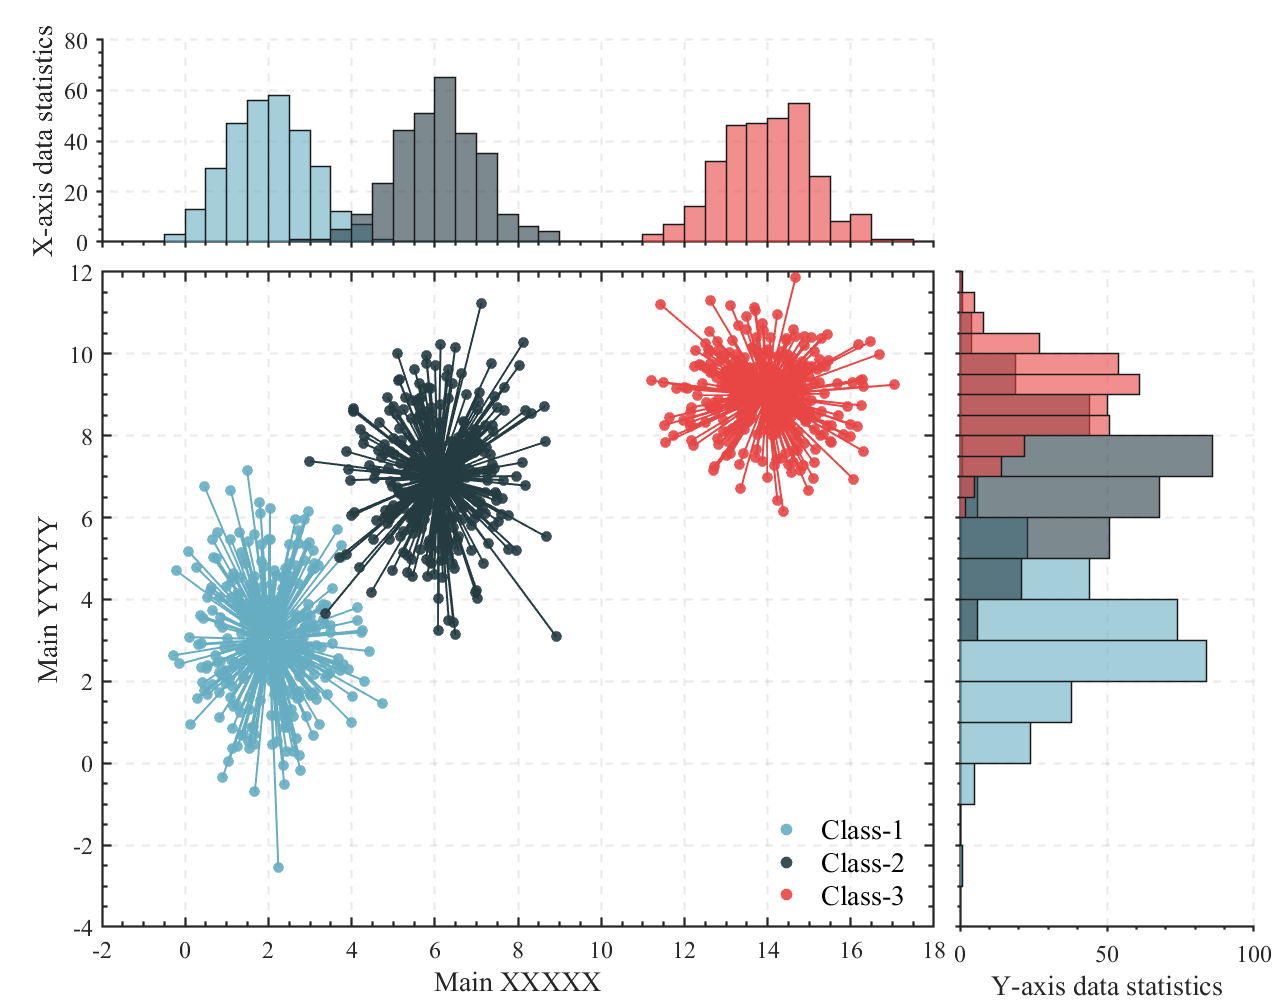 X-axis data statistics
80
60
40
20
0
Main YYYYY
12
10
8
6
4
2
0
-2
-4
Class-1
Class-2
Class-3
-2 0 2 4 6 8 10 12 14 16 18
Main XXXXX
0 50 100
Y-axis data statistics